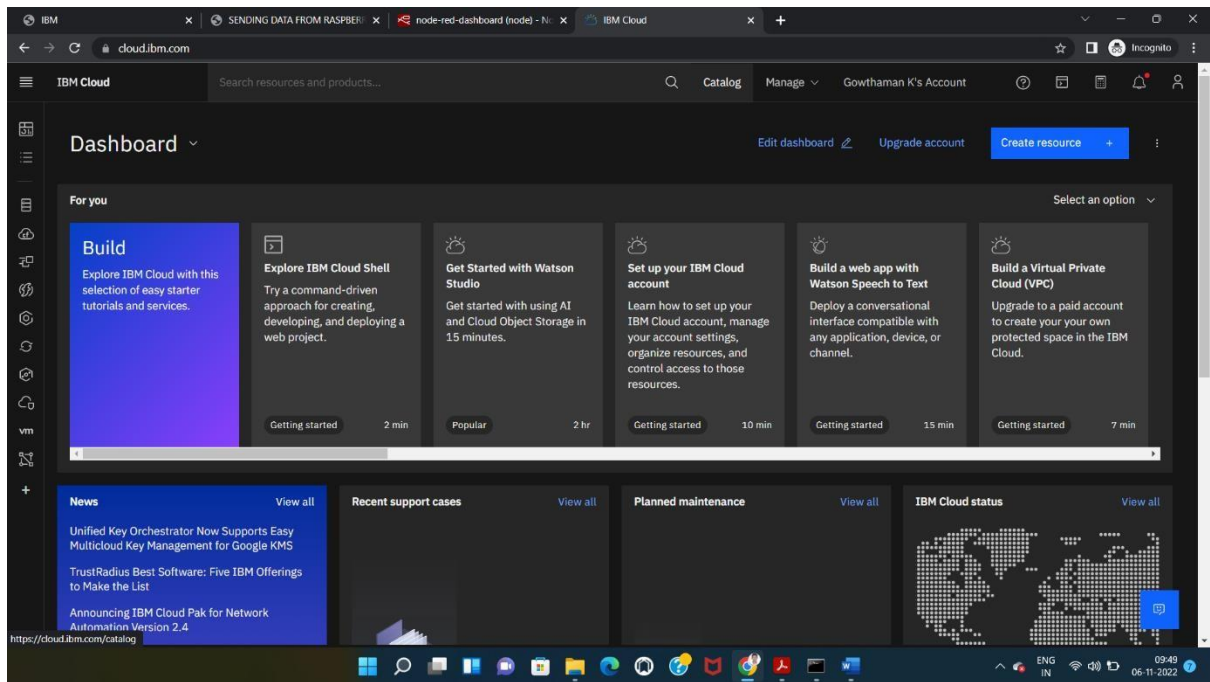 IBM
SENDING DATA FROM RASPBERR
node-red-dashboard (node) - No
IBM Cloud
cloud.ibm.com
Incognito
IBM Cloud
Search resources and products...
Catalog
Manage
Gowthaman K's Account
Dashboard
Edit dashboard
Upgrade account
Create resource +
For you
Select an option
Build
Explore IBM Cloud with this
selection of easy starter
tutorials and services.
Explore IBM Cloud Shell
Try a command-driven
approach for creating,
developing, and deploying a
web project.
Getting started
2 min
Get Started with Watson
Studio
Get started with using AI
and Cloud Object Storage in
15 minutes.
Popular
2 hr
Set up your IBM Cloud
account
Learn how to set up your
IBM Cloud account, manage
your account settings,
organize resources, and
control access to those
resources.
Getting started
10 min
Build a web app with
Watson Speech to Text
Deploy a conversational
interface compatible with
any application, device, or
channel.
Getting started
15 min
Build a Virtual Private
Cloud (VPC)
Upgrade to a paid account
to create your your own
protected space in the IBM
Cloud.
Getting started
7 min
vm
News
View all
Unified Key Orchestrator Now Supports Easy
Multicloud Key Management for Google KMS
TrustRadius Best Software: Five IBM Offerings
to Make the List
Announcing IBM Cloud Pak for Network
Automation Version 2.4
Recent support cases
View all
Planned maintenance
View all
IBM Cloud status
View all
https://cloud.ibm.com/catalog
ENG
IN
09:49
06-11-2022